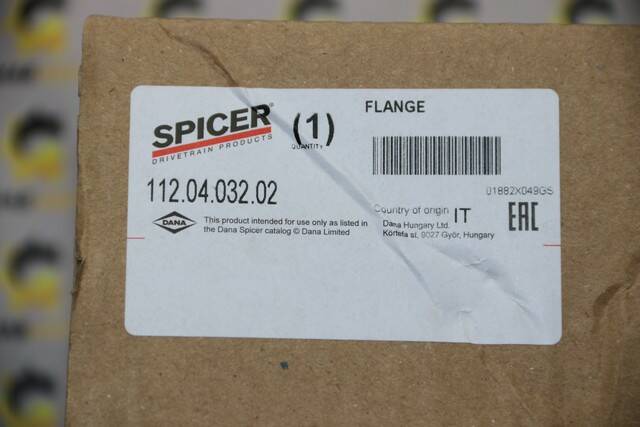 FLANGE
SPICER®
DRIVETRAIN PRODUCTS
(1)
QUANTITY
112.04.032.02
01882X049GS
DANA
This product intended for use only as listed in
the Dana Spicer catalog © Dana Limited
Country of origin IT
Dana Hungary Ltd.
Körtefa st, 9027 Győr, Hungary
EAC